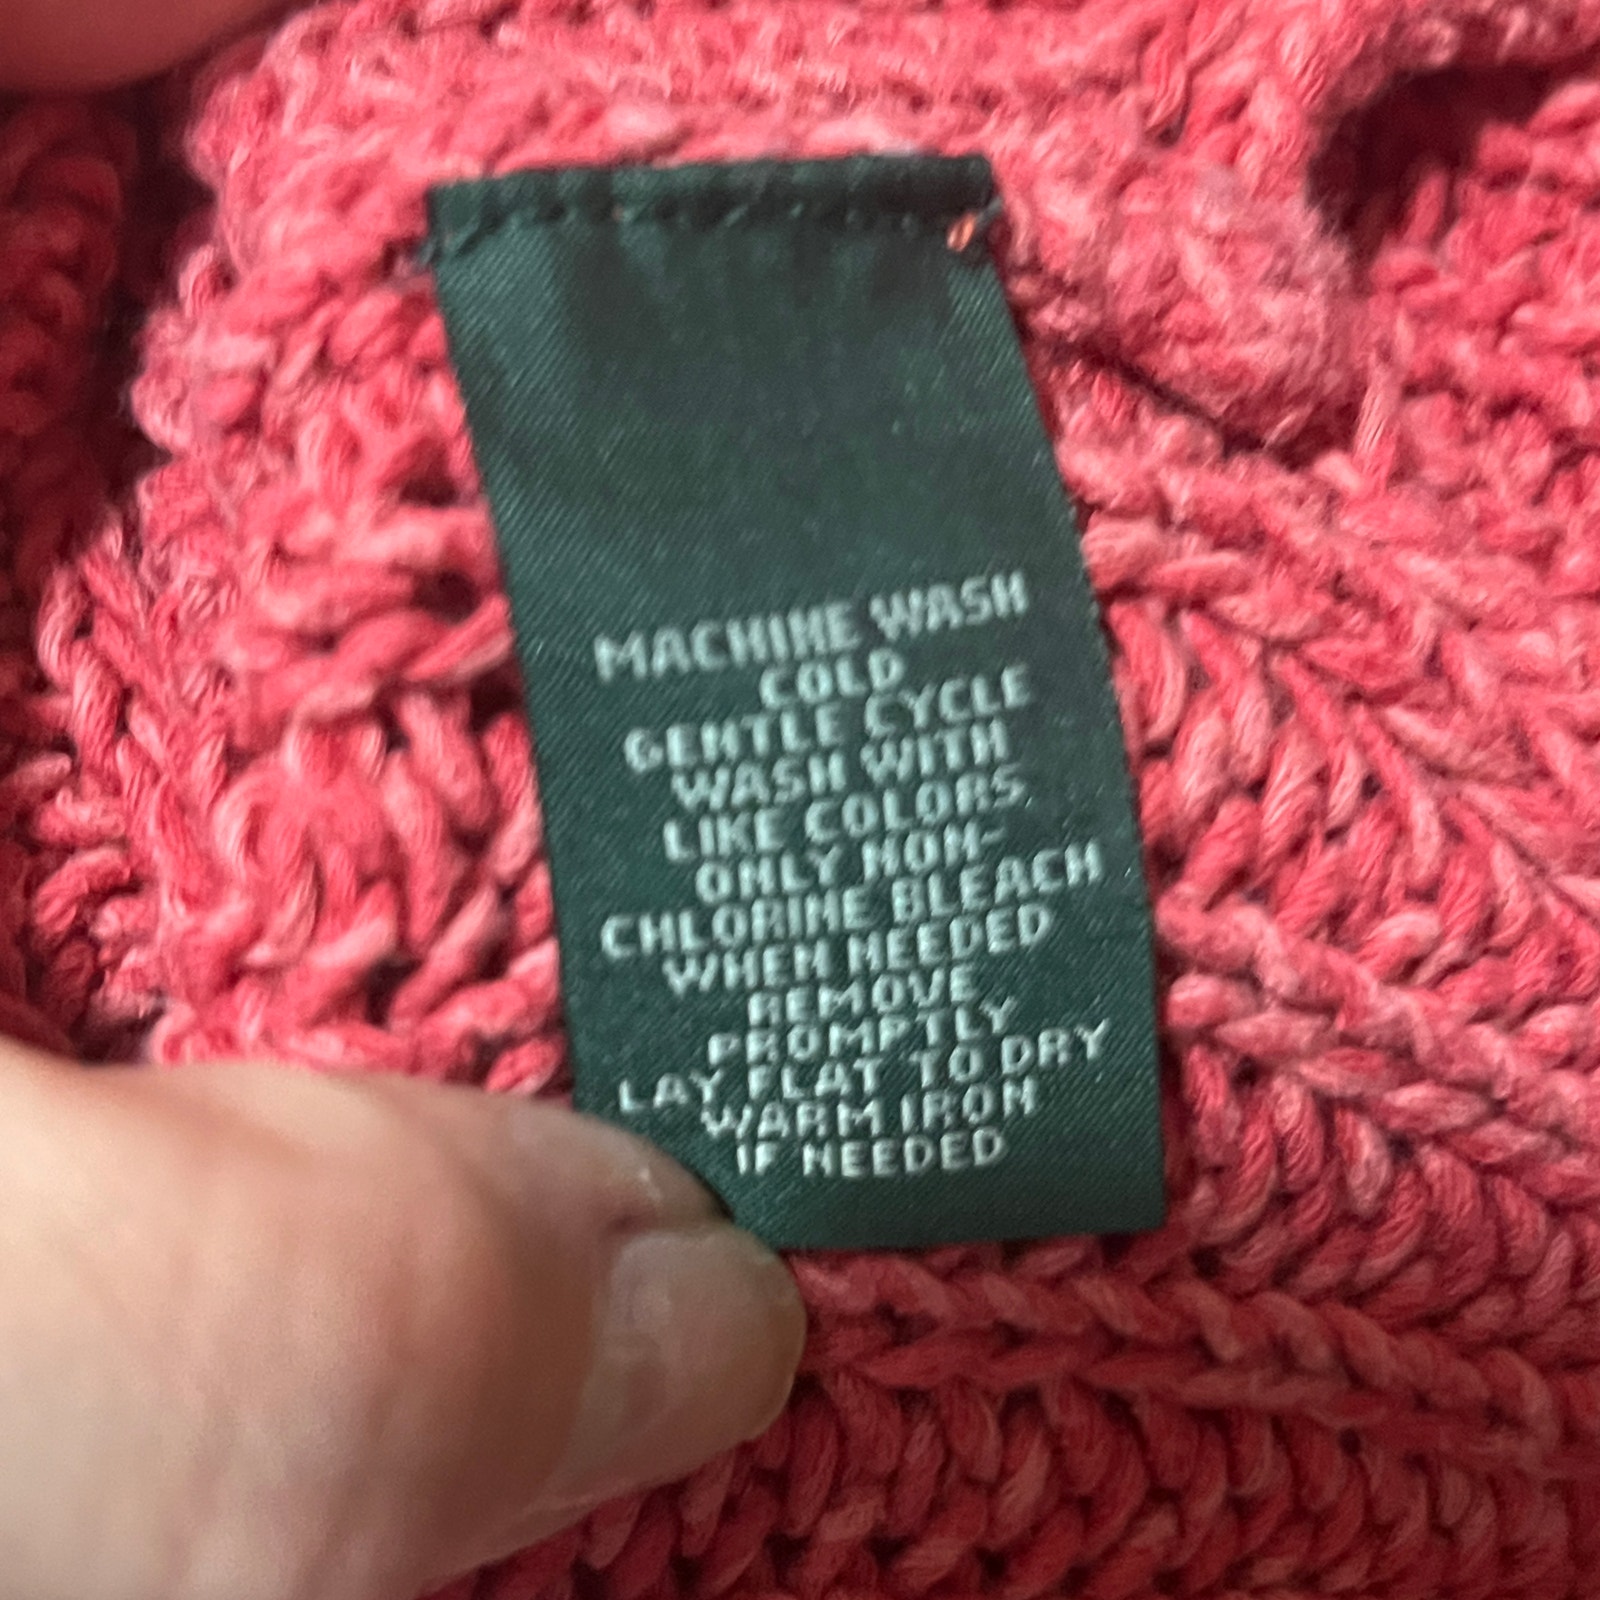 MACHINE WASH
COLD
GENTLE CYCLE
WASH WITH
LIKE COLORS
ONLY NON-
CHLORINE BLEACH
WHEN NEEDED
REMOVE
PROMPTLY
LAY FLAT TO DRY
WARM IRON
IF NEEDED